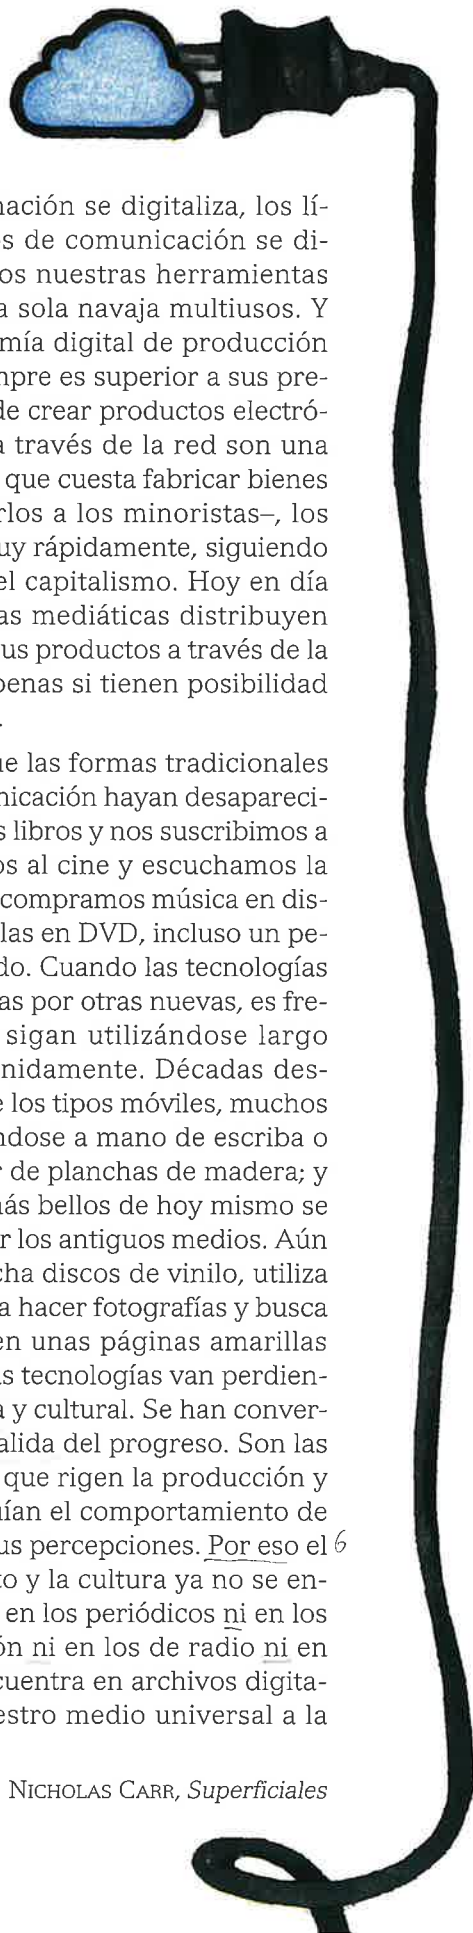 nación se digitaliza, los lí-
s de comunicación se di-
os nuestras herramientas
a sola navaja multiusos. Y
mía digital de producción
mpre es superior a sus pre-
de crear productos electró-
a través de la red son una
que cuesta fabricar bienes
rlos a los minoristas–, los
uy rápidamente, siguiendo
el capitalismo. Hoy en día
as mediáticas distribuyen
us productos a través de la
penas si tienen posibilidad
.
ue las formas tradicionales
nicación hayan desapareci-
s libros y nos suscribimos a
os al cine y escuchamos la
compramos música en dis-
las en DVD, incluso un pe-
do. Cuando las tecnologías
as por otras nuevas, es fre-
sigan utilizándose largo
nidamente. Décadas des-
e los tipos móviles, muchos
ndose a mano de escriba o
r de planchas de madera; y
más bellos de hoy mismo se
r los antiguos medios. Aún
cha discos de vinilo, utiliza
a hacer fotografías y busca
en unas páginas amarillas
as tecnologías van perdien-
a y cultural. Se han conver-
alida del progreso. Son las
que rigen la producción y
uían el comportamiento de
us percepciones. Por eso el 6
to y la cultura ya no se en-
en los periódicos ni en los
ón ni en los de radio ni en
cuentra en archivos digita-
estro medio universal a la
NICHOLAS CARR, Superficiales